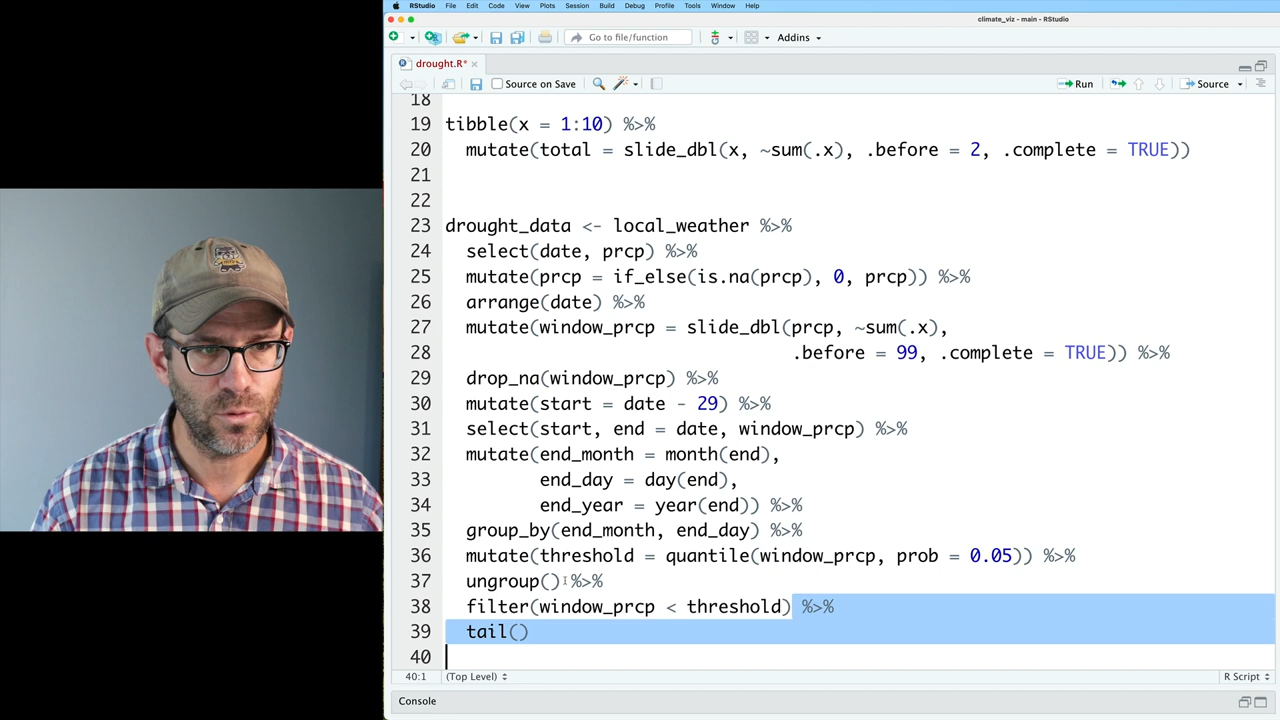 RStudio File Edit Code View Plots Session Build Debug Profile Tools Window Help
climate_viz - main - RStudio
Go to file/function Addins
drought.R*
Source on Save Run Source
18
19 tibble(x = 1:10) %>%
20 mutate(total = slide_dbl(x, ~sum(.x), .before = 2, .complete = TRUE))
21
22
23 drought_data <- local_weather %>%
24 select(date, prcp) %>%
25 mutate(prcp = if_else(is.na(prcp), 0, prcp)) %>%
26 arrange(date) %>%
27 mutate(window_prcp = slide_dbl(prcp, ~sum(.x),
28 .before = 99, .complete = TRUE)) %>%
29 drop_na(window_prcp) %>%
30 mutate(start = date - 29) %>%
31 select(start, end = date, window_prcp) %>%
32 mutate(end_month = month(end),
33 end_day = day(end),
34 end_year = year(end)) %>%
35 group_by(end_month, end_day) %>%
36 mutate(threshold = quantile(window_prcp, prob = 0.05)) %>%
37 ungroup() %>%
38 filter(window_prcp < threshold) %>%
39 tail()
40
40:1 (Top Level) R Script
Console